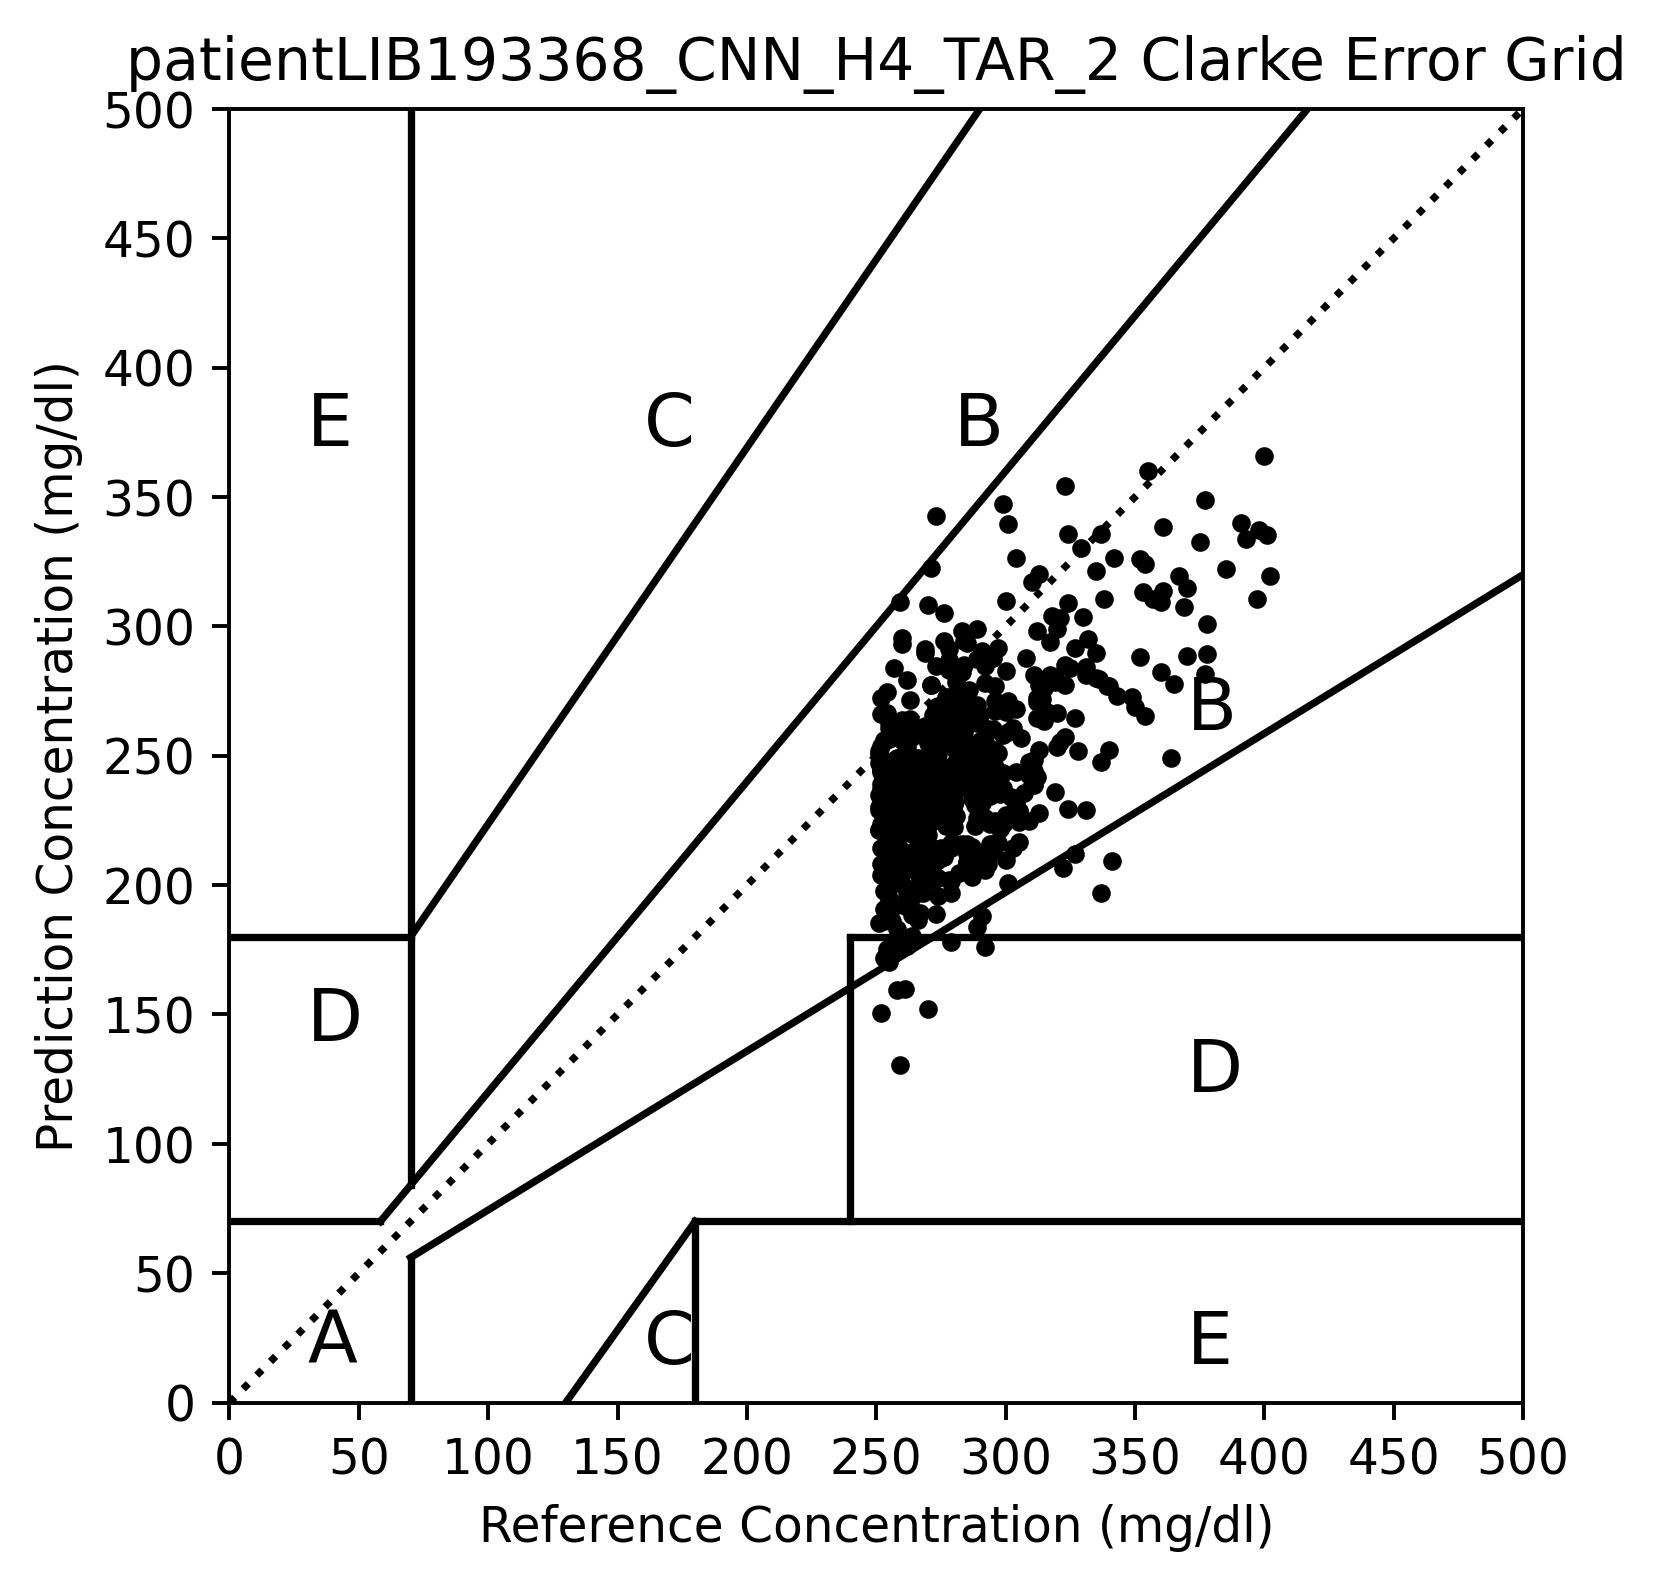 patientLIB193368_CNN_H4_TAR_2 Clarke Error Grid
500
450
400
350
300
250
200
150
100
50
0
Prediction Concentration (mg/dl)
E
C
B
B
D
D
A
C
E
0 50 100 150 200 250 300 350 400 450 500
Reference Concentration (mg/dl)